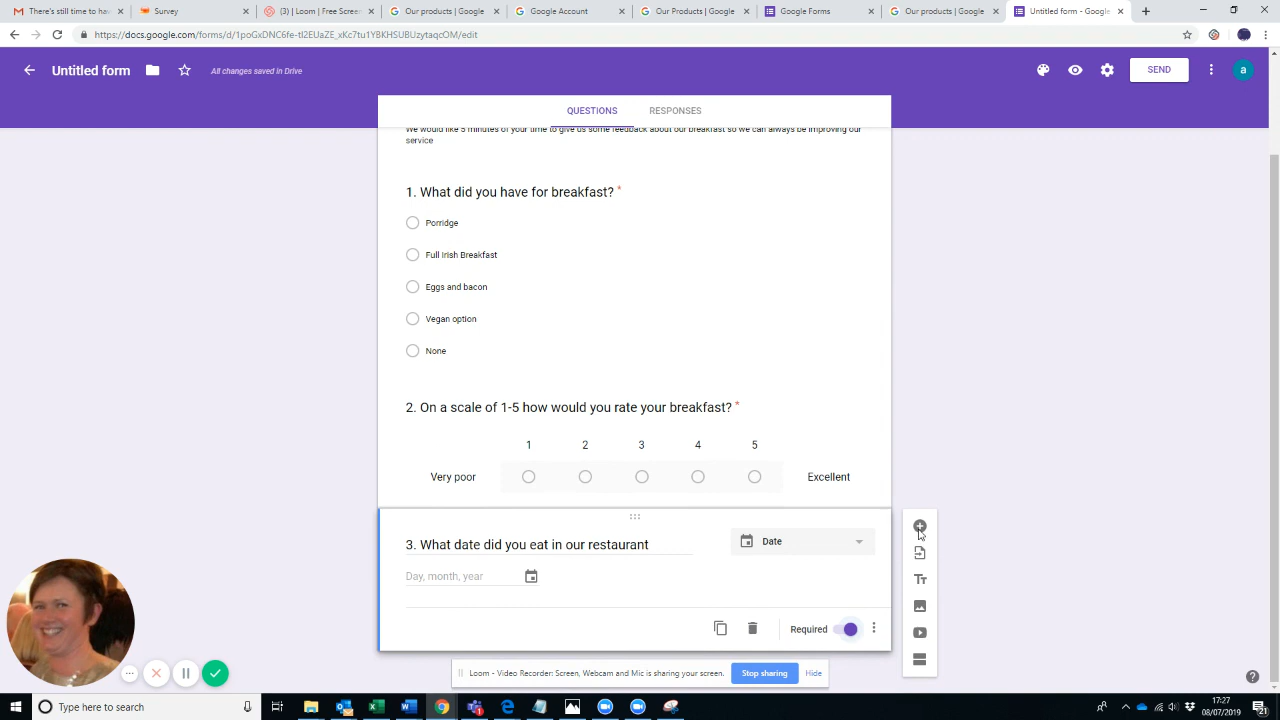 There's still time to hav
Survey
(3) | Loom | Free Screen
Our products | Google
Google Account
Our Products | Google
Google Forms
Our products | Google
Untitled form - Google
https://docs.google.com/forms/d/1poGxDNC6fe-tI2EUaZE_xKc7tu1YBKHSUBUzytaqcOM/edit
Untitled form
All changes saved in Drive
SEND
a
QUESTIONS
RESPONSES
We would like 5 minutes of your time to give us some feedback about our breakfast so we can always be improving our
service
1. What did you have for breakfast? *
Porridge
Full Irish Breakfast
Eggs and bacon
Vegan option
None
2. On a scale of 1-5 how would you rate your breakfast? *
1 2 3 4 5
Very poor
Excellent
3. What date did you eat in our restaurant
Date
Day, month, year
Tт
Required
Loom - Video Recorder: Screen, Webcam and Mic is sharing your screen.
Stop sharing
Hide
Type here to search
17:27
08/07/2019
21